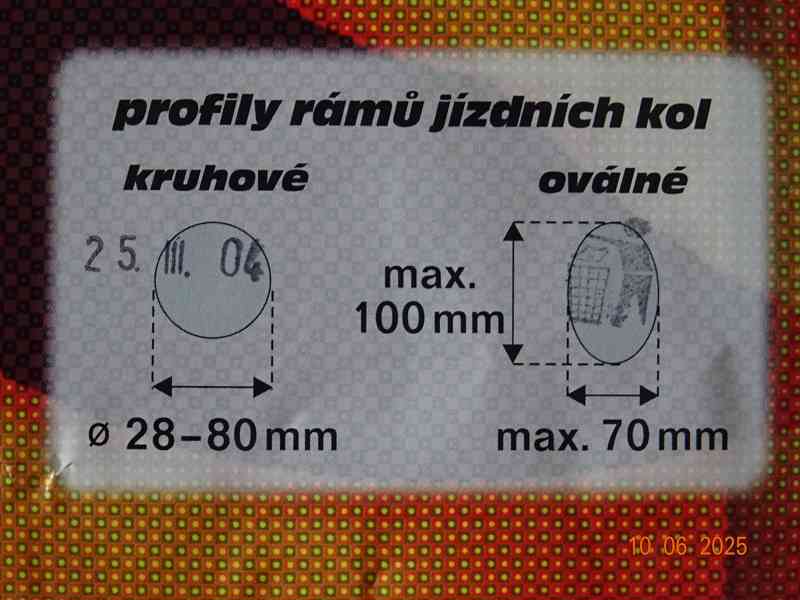 profily rámů jízdních kol
kruhové
oválné
25. III. 04
max.
100 mm
ø 28–80 mm
max. 70 mm
10 06 2025